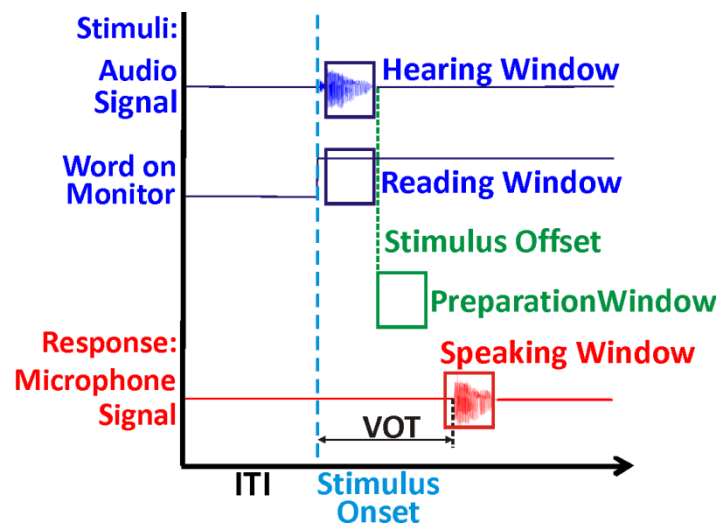 Stimuli:
Audio
Signal
Hearing Window
Word on
Monitor
Reading Window
Stimulus Offset
PreparationWindow
Response:
Microphone
Signal
Speaking Window
VOT
ITI
Stimulus
Onset